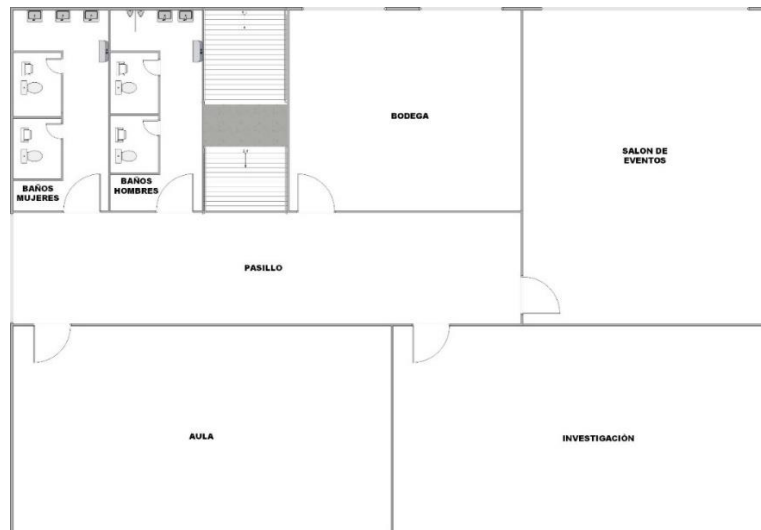 BODEGA
SALON DE
EVENTOS
BAÑOS
MUJERES
BAÑOS
HOMBRES
PASILLO
AULA
INVESTIGACIÓN